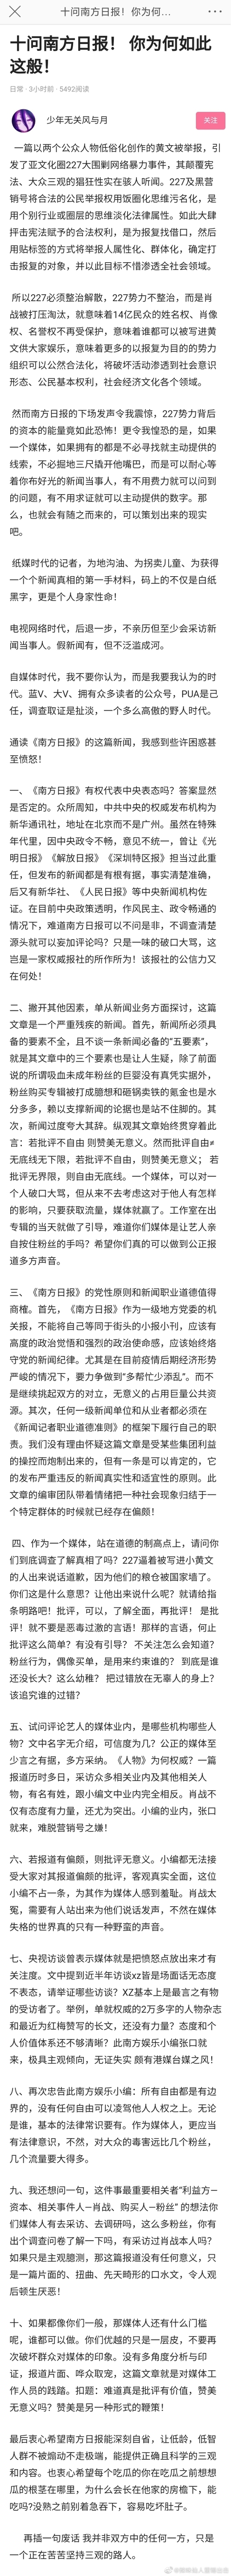 十问南方日报！你为何...
十问南方日报！ 你为何如此
这般！
日常 · 3小时前 · 5492阅读
少年无关风与月
关注
一篇以两个公众人物低俗化创作的黄文被举报，引
发了亚文化圈227大围剿网络暴力事件，其颠覆宪
法、大众三观的猖狂性实在骇人听闻。227及黑营
销号将合法的公民举报权用饭圈化思维污名化，是
用个别行业或圈层的思维淡化法律属性。如此大肆
抨击宪法赋予的合法权利，是为报复找借口，然后
用贴标签的方式将举报人属性化、群体化，确定打
击报复的对象，并以此目标不惜渗透全社会领域。
所以227必须整治解散，227势力不整治，而是肖
战被打压淘汰，就意味着14亿民众的姓名权、肖像
权、名誉权不再受保护，意味着谁都可以被写进黄
文供大家娱乐，意味着更多的以报复为目的的势力
组织可以公然合法化，将破坏活动渗透到社会意识
形态、公民基本权利，社会经济文化各个领域。
然而南方日报的下场发声令我震惊，227势力背后
的资本的能量竟如此恐怖！更令我惶恐的是，如果
一个媒体，如果拥有的都是不必寻找就主动提供的
线索，不必掘地三尺撬开他嘴巴，而是可以耐心等
着你布好光的新闻当事人，有不用费力就可以问到
的问题，有不用求证就可以主动提供的数字。那
么，也就会有随之而来的，可以策划出来的现实
吧。
纸媒时代的记者，为地沟油、为拐卖儿童、为获得
一个个新闻真相的第一手材料，码上的不仅是白纸
黑字，更是个人身家性命！
电视网络时代，后退一步，不亲历但至少会采访新
闻当事人。假新闻有，但不泛滥成河。
自媒体时代，我不要你认为，而是我要我认为的时
代。蓝V、大V、拥有众多读者的公众号，PUA是己
任，调查取证是扯淡，一个多么高傲的野人时代。
通读《南方日报》的这篇新闻，我感到些许困惑甚
至愤怒！
一、《南方日报》有权代表中央表态吗？答案显然
是否定的。众所周知，中共中央的权威发布机构为
新华通讯社，地址在北京而不是广州。虽然在特殊
年代里，因中央政令不畅，意见不统一，曾让《光
明日报》《解放日报》《深圳特区报》担当过此重
任，但发布的新闻都是有根有据，事实清楚准确，
后又有新华社、《人民日报》等中央新闻机构佐
证。在目前中央政策透明，作风民主、政令畅通的
情况下，难道南方日报可以不问是非，不调查清楚
源头就可以妄加评论吗？只是一味的破口大骂，这
岂是一家权威报社的所作所为！该报社的公信力又
在何处！
二、撇开其他因素，单从新闻业务方面探讨，这篇
文章是一个严重残疾的新闻。首先，新闻所必须具
备的要素不全，且不谈一条新闻必备的“五要素”，
就是其文章中的三个要素也是让人生疑，除了前面
说的所谓吸血未成年粉丝的巨婴没有真凭实据外，
粉丝购买专辑被打成臆想和砸锅卖铁的氪金也是水
分多多，赖以支撑新闻的论据也是站不住脚的。其
次，新闻过度夸大其辞。纵观其文章始终贯穿着此
言：若批评不自由 则赞美无意义。然而批评自由≠
无底线无下限，若批评不自由，则赞美无意义； 若
批评无界限，则自由无底线。一个媒体，可以对一
个人破口大骂，但从来不去考虑这对于他人有怎样
的影响，只要获取流量，媒体就赢了。工作室在出
专辑的当天就做了引导，难道你们媒体是让艺人亲
自按住粉丝的手吗？希望你们真的可以做到公正报
道多方声音。
三、《南方日报》的党性原则和新闻职业道德值得
商榷。首先，《南方日报》作为一级地方党委的机
关报，不能将自己等同于街头的小报小刊，应该有
高度的政治觉悟和强烈的政治使命感，应该始终烙
守党的新闻纪律。尤其是在目前疫情后期经济形势
严峻的情况下，要力争做到“多帮忙少添乱”。而不
是继续挑起双方的对立，无意义的占用巨量公共资
源。其次，任何一级新闻单位和从业者都必须在
《新闻记者职业道德准则》的框架下履行自己的职
责。我们没有理由怀疑这篇文章是受某些集团利益
的操控而炮制出来的，但有一条是可以肯定的，它
的发布严重违反的新闻真实性和适宜性的原则。此
文章的编审团队带着情绪把一种社会现象归结于一
个特定群体的时候就已经存在偏颇！
四、作为一个媒体，站在道德的制高点上，请问你
们到底调查了解真相了吗？227逼着被写进小黄文
的人出来说话道歉，因为他们的粮仓被国家墙了。
你们这是什么意思？让他出来说什么呢？就请给指
条明路吧！批评，可以，了解全面，再批评！ 是批
评！就不要是恶毒过激的言语！那样的言语，何止
批评这么简单？有没有引导？ 不关注怎么会知道？
粉丝行为，偶像买单，是用来约束谁的？ 到底是谁
还没长大？这么幼稚？ 把过错放在无辜人的身上？
该追究谁的过错？
五、试问评论艺人的媒体业内，是哪些机构哪些人
物？文中名字无介绍，可信度为几？公正的媒体至
少言之有据，多方采纳。《人物》为何权威？一篇
报道历时多日，采访众多相关业内及其他相关人
物，有名有姓，跟小编文中业内完全相反。肖战不
仅有态度有力量，还尤为突出。小编的业内，张口
就来，难脱营销号之嫌！
六、若报道有偏颇，则批评无意义。小编都无法接
受大家对其报道偏颇的批评，客观真实全面，这位
小编不占一条，为其作为媒体人感到羞耻。肖战太
冤，需要有人站出来为他们说话发声，不然在媒体
失格的世界真的只有一种野蛮的声音。
七、央视访谈曾表示媒体就是把愤怒点放出来才有
关注度。文中提到近半年访谈xz皆是场面话无态度
不表态，请举证哪些访谈？XZ基本上是最言之有物
的受访者了。举例，单就权威的2万多字的人物杂志
和最近为红梅赞写的长文，还没有力量？态度和个
人价值体系还不够清晰？此南方娱乐小编张口就
来，极具主观倾向，无证失实 颇有港媒台媒之风！
八、再次忠告此南方娱乐小编：所有自由都是有边
界的，没有任何自由可以凌驾他人人权之上。无论
是谁，基本的法律常识要有。作为媒体人，更应当
有法律意识，不然，对大众的毒害远比几个粉丝，
几个流量要大得多。
九、我还想问一句，这件事最重要相关者“利益方—
资本、相关事件人—肖战、购买人—粉丝” 的想法你
们媒体人有去采访、去调研吗，这么多粉丝，你有
出个调查问卷了解一下吗，有采访过肖战本人吗？
如果只是主观臆测，那这篇报道没有任何意义，只
是一篇片面的、扭曲、先天畸形的口水文，令人观
后顿生厌恶！
十、如果都像你们一般，那媒体人还有什么门槛
呢，谁都可以做。你们优越的只是一层皮，不要再
次破坏群众对媒体的印象。没有多角度分析与印
证，报道片面、哗众取宠，这篇文章就是对媒体工
作人员的践踏。扣题：难道真是批评有价值，赞美
无意义吗？赞美是另一种形式的鞭策！
最后衷心希望南方日报能深刻自省，让低龄，低智
人群不被煽动不走极端，能提供正确且科学的三观
和内容。也衷心希望每个吃瓜的你在吃瓜之前想想
瓜的根茎在哪里，为什么会长在他家的房檐下，能
吃吗?没熟之前别着急吞下，容易吃坏肚子。
再插一句废话 我并非双方中的任何一方，只是
一个正在苦苦坚持三观的路人。